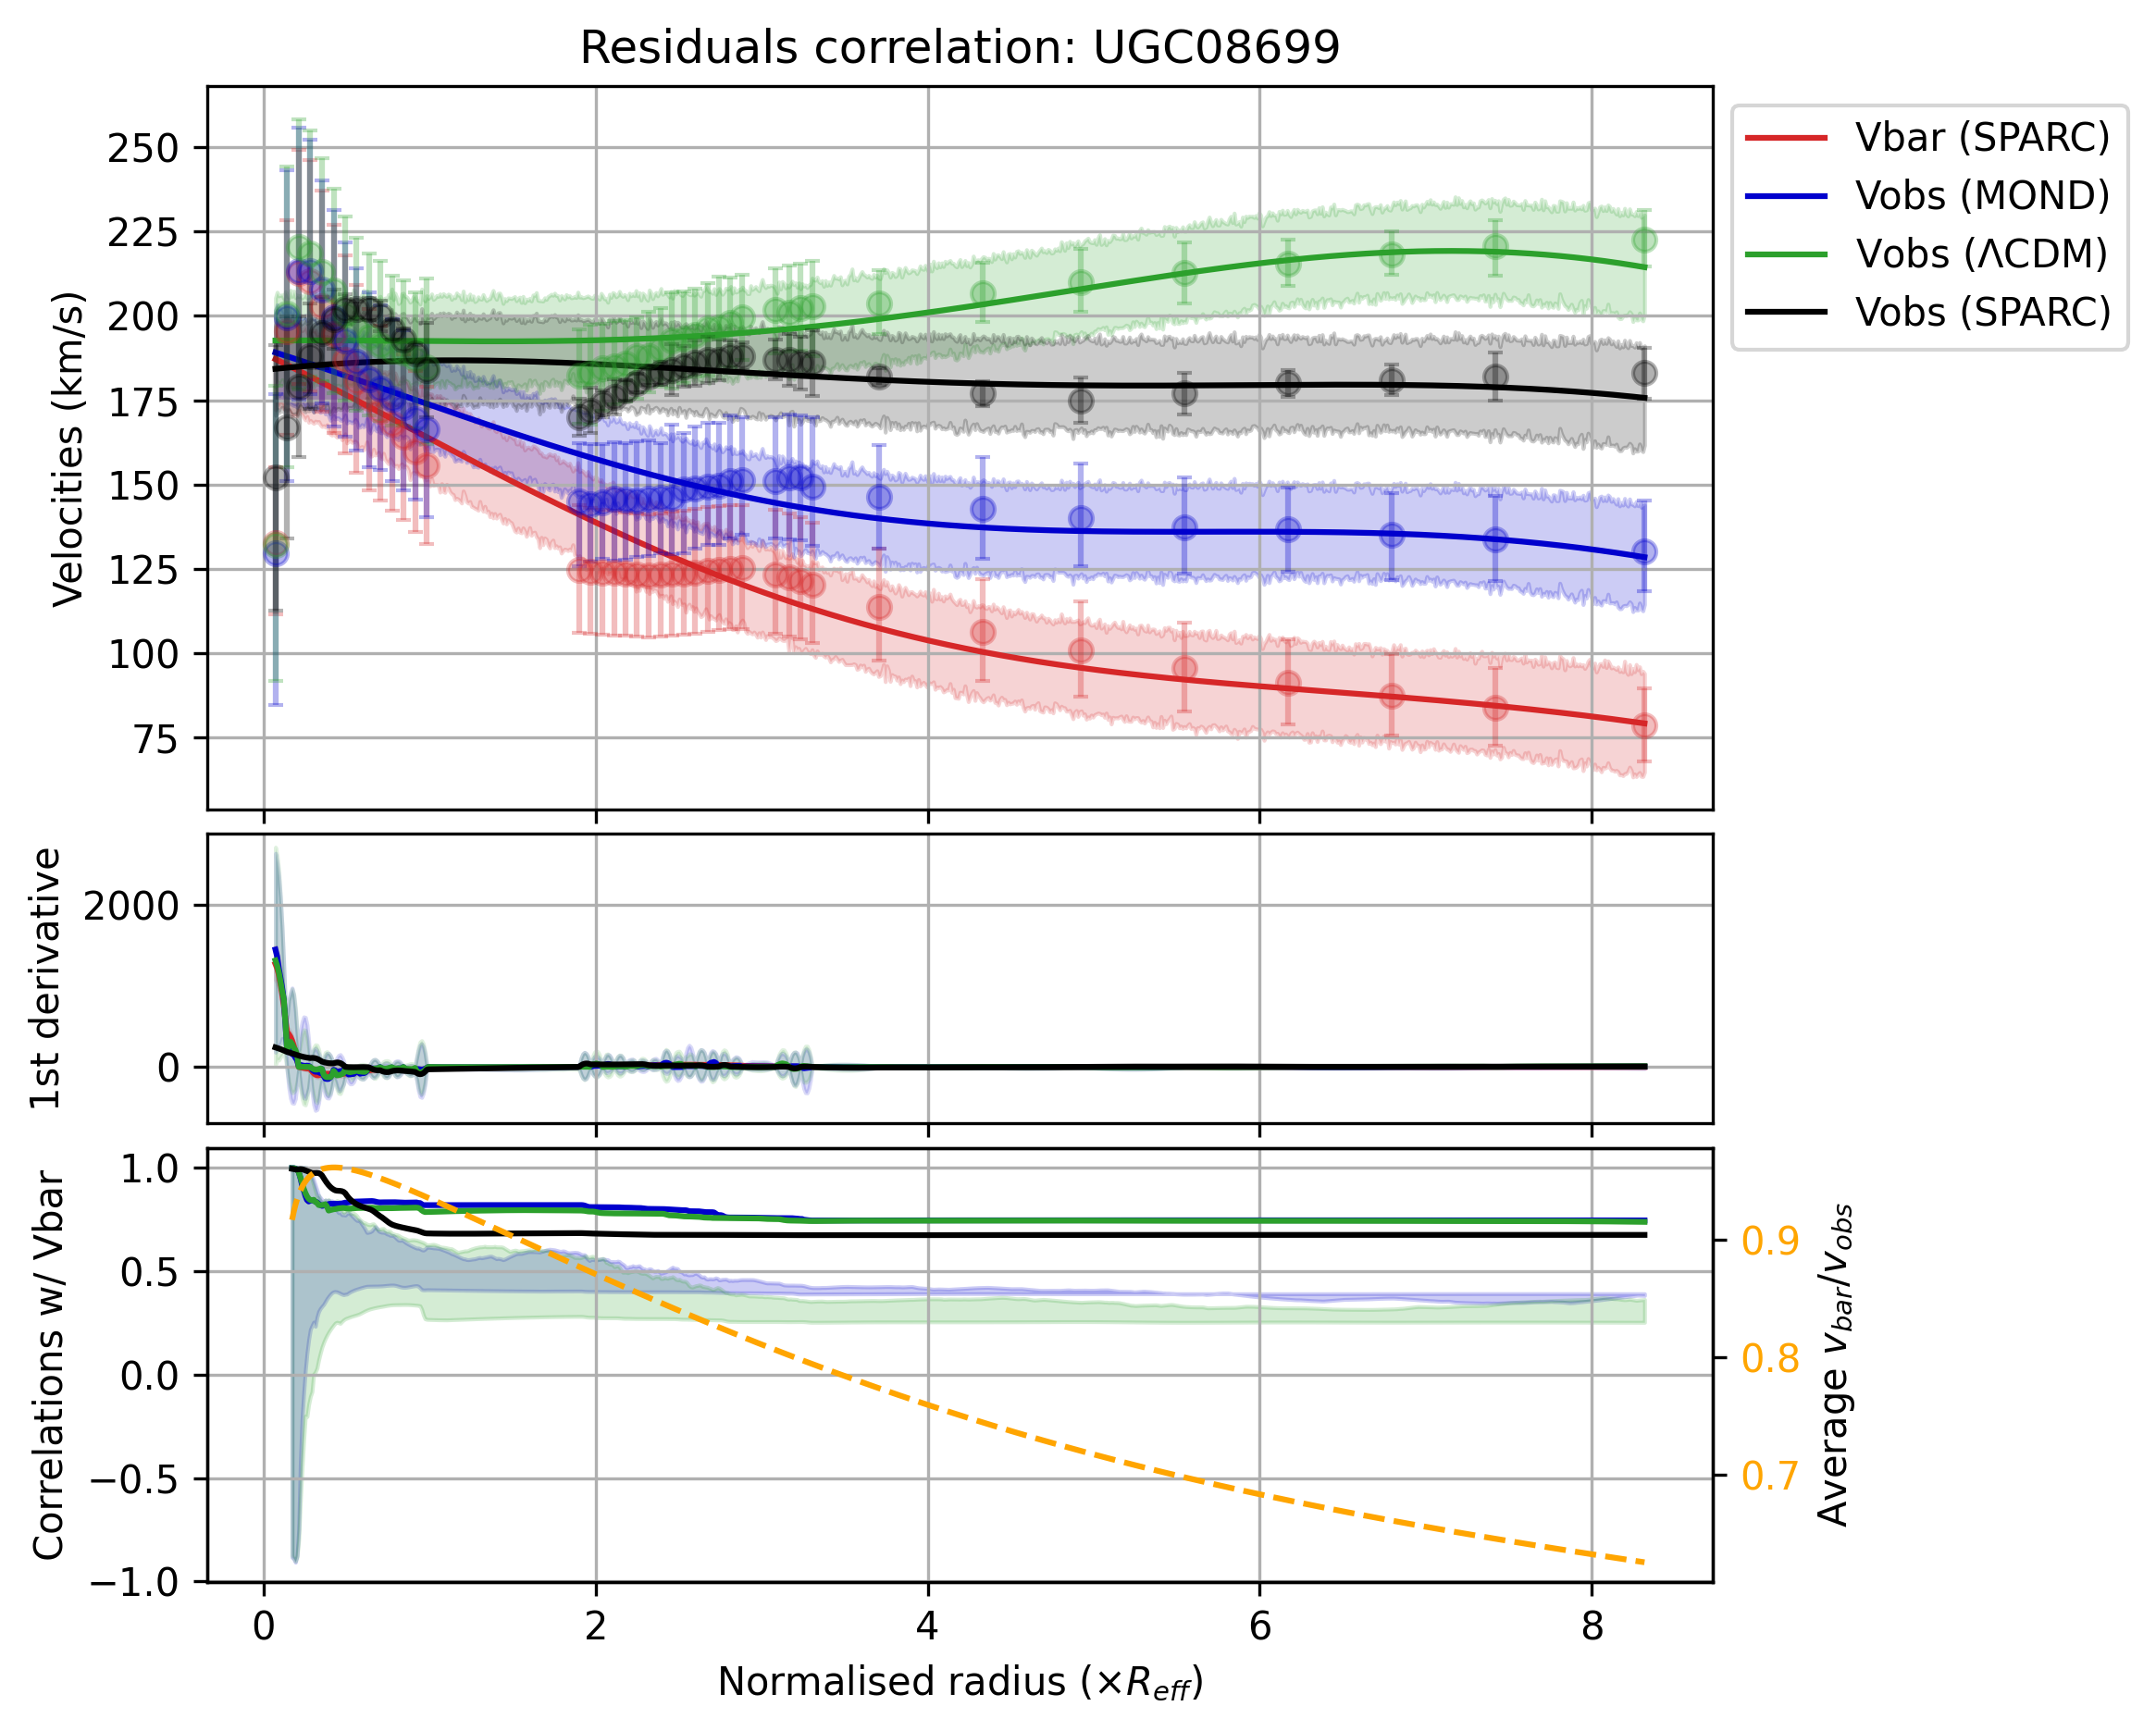 Residuals correlation: UGC08699
Velocities (km/s)
250
225
200
175
150
125
100
75
Vbar (SPARC)
Vobs (MOND)
Vobs (ΛCDM)
Vobs (SPARC)
1st derivative
2000
0
Correlations w/ Vbar
1.0
0.5
0.0
−0.5
−1.0
0.9
0.8
0.7
Average v_bar/v_obs
0 2 4 6 8
Normalised radius (×R_eff)